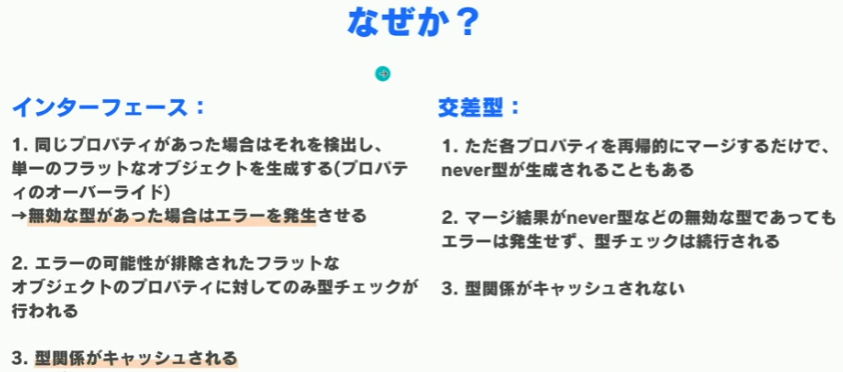 なぜか？
インターフェース：
1. 同じプロパティがあった場合はそれを検出し、
単一のフラットなオブジェクトを生成する(プロパテ
ィのオーバーライド)
→無効な型があった場合はエラーを発生させる
2. エラーの可能性が排除されたフラットな
オブジェクトのプロパティに対してのみ型チェックが
行われる
3. 型関係がキャッシュされる
交差型：
1. ただ各プロパティを再帰的にマージするだけで、
never型が生成されることもある
2. マージ結果がnever型などの無効な型であっても
エラーは発生せず、型チェックは続行される
3. 型関係がキャッシュされない